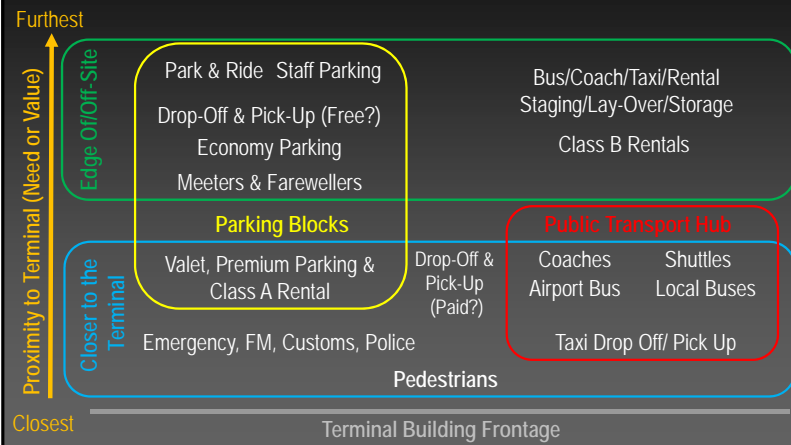 Furthest
Proximity to Terminal (Need or Value)
Edge Of/Off-Site
Park & Ride Staff Parking
Drop-Off & Pick-Up (Free?)
Economy Parking
Meeters & Farewellers
Bus/Coach/Taxi/Rental
Staging/Lay-Over/Storage
Class B Rentals
Parking Blocks
Public Transport Hub
Closer to the
Terminal
Valet, Premium Parking &
Class A Rental
Drop-Off &
Pick-Up
(Paid?)
Coaches Shuttles
Airport Bus Local Buses
Emergency, FM, Customs, Police
Taxi Drop Off/ Pick Up
Pedestrians
Closest
Terminal Building Frontage